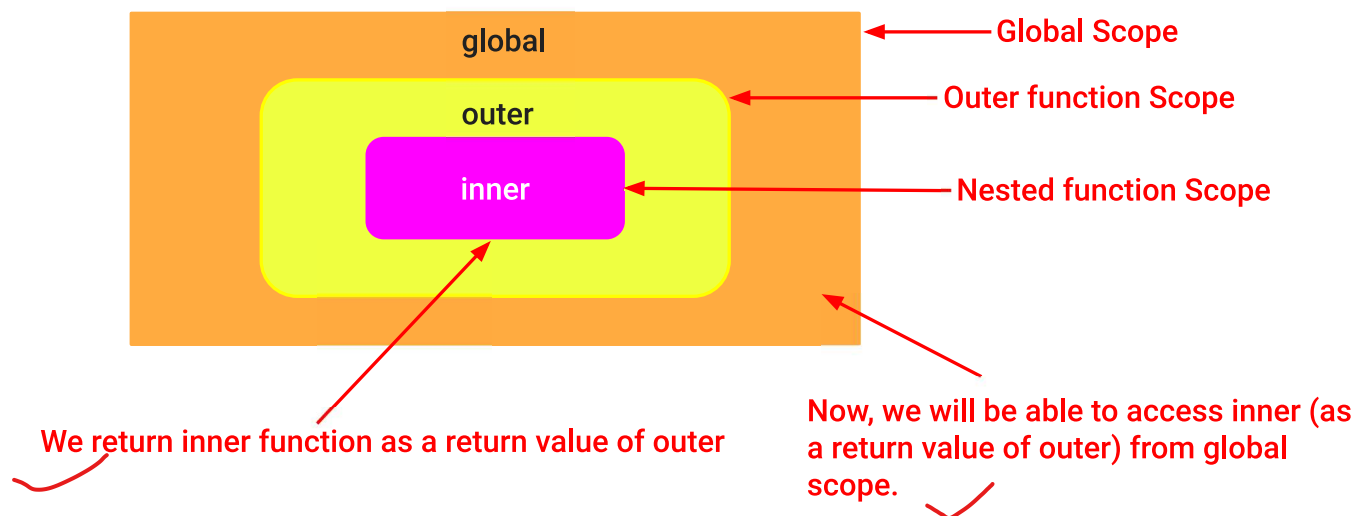 global
Global Scope
outer
Outer function Scope
inner
Nested function Scope
We return inner function as a return value of outer
Now, we will be able to access inner (as
a return value of outer) from global
scope.